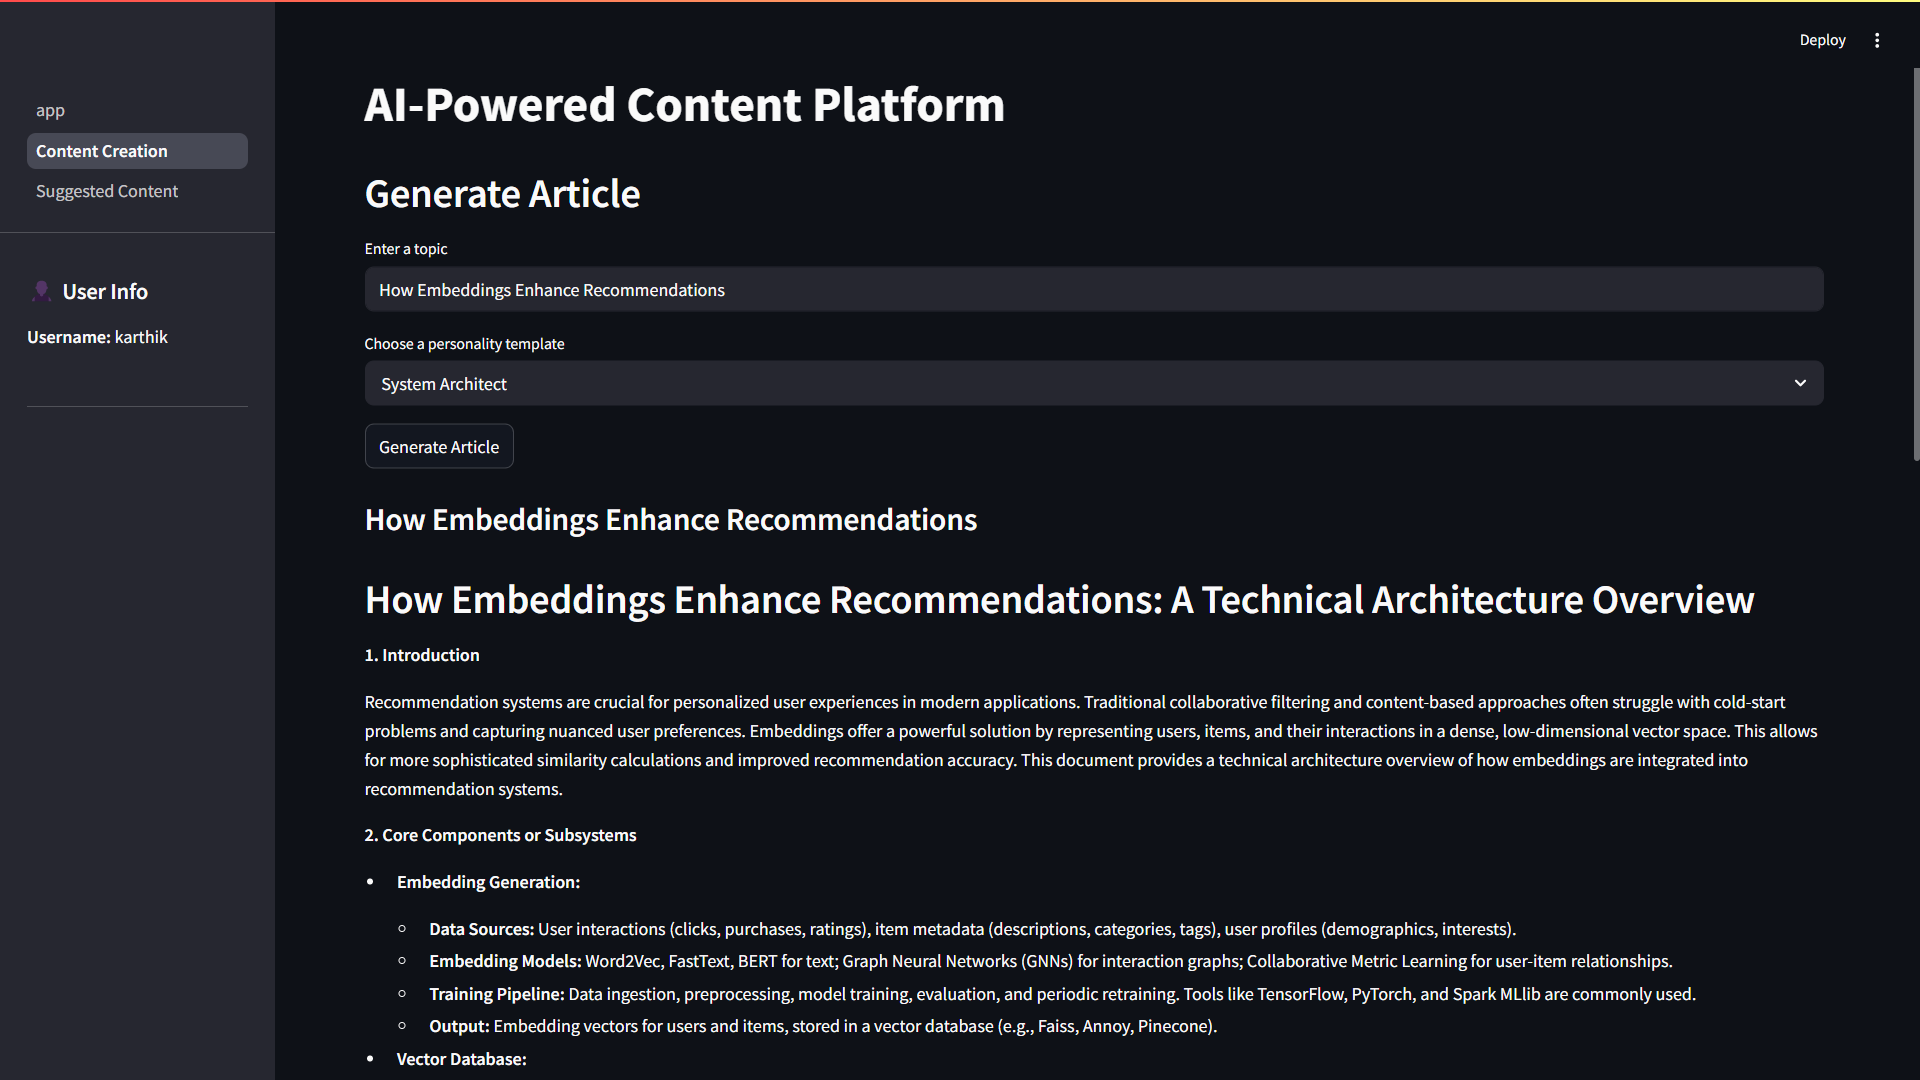 Deploy
app
Content Creation
Suggested Content
User Info
Username: karthik
AI-Powered Content Platform
Generate Article
Enter a topic
How Embeddings Enhance Recommendations
Choose a personality template
System Architect
Generate Article
How Embeddings Enhance Recommendations
How Embeddings Enhance Recommendations: A Technical Architecture Overview
1. Introduction
Recommendation systems are crucial for personalized user experiences in modern applications. Traditional collaborative filtering and content-based approaches often struggle with cold-start
problems and capturing nuanced user preferences. Embeddings offer a powerful solution by representing users, items, and their interactions in a dense, low-dimensional vector space. This allows
for more sophisticated similarity calculations and improved recommendation accuracy. This document provides a technical architecture overview of how embeddings are integrated into
recommendation systems.
2. Core Components or Subsystems
• Embedding Generation:
◦ Data Sources: User interactions (clicks, purchases, ratings), item metadata (descriptions, categories, tags), user profiles (demographics, interests).
◦ Embedding Models: Word2Vec, FastText, BERT for text; Graph Neural Networks (GNNs) for interaction graphs; Collaborative Metric Learning for user-item relationships.
◦ Training Pipeline: Data ingestion, preprocessing, model training, evaluation, and periodic retraining. Tools like TensorFlow, PyTorch, and Spark MLlib are commonly used.
◦ Output: Embedding vectors for users and items, stored in a vector database (e.g., Faiss, Annoy, Pinecone).
• Vector Database: